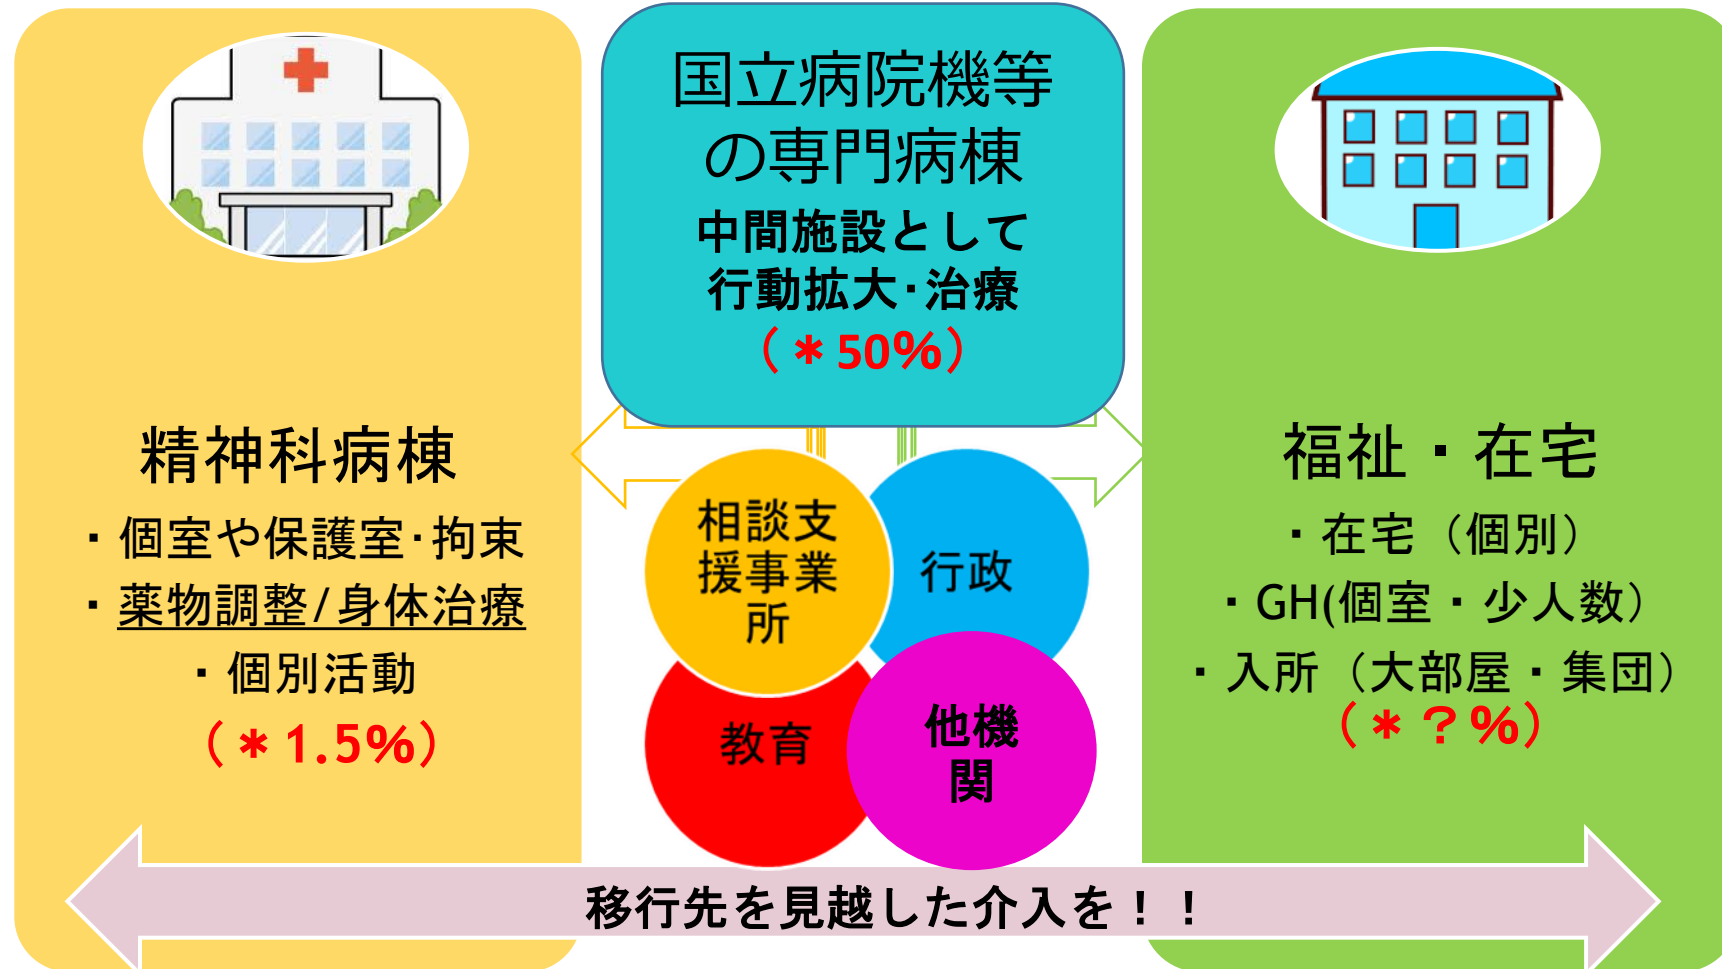 国立病院機等
の専門病棟
中間施設として
行動拡大･治療
（＊50％）
精神科病棟
・個室や保護室･拘束
・薬物調整/身体治療
・個別活動
（＊1.5％）
相談支
援事業
所
行政
教育
他機
関
福祉・在宅
・在宅（個別）
・GH(個室・少人数）
・入所（大部屋・集団）
（＊？％）
移行先を見越した介入を！！